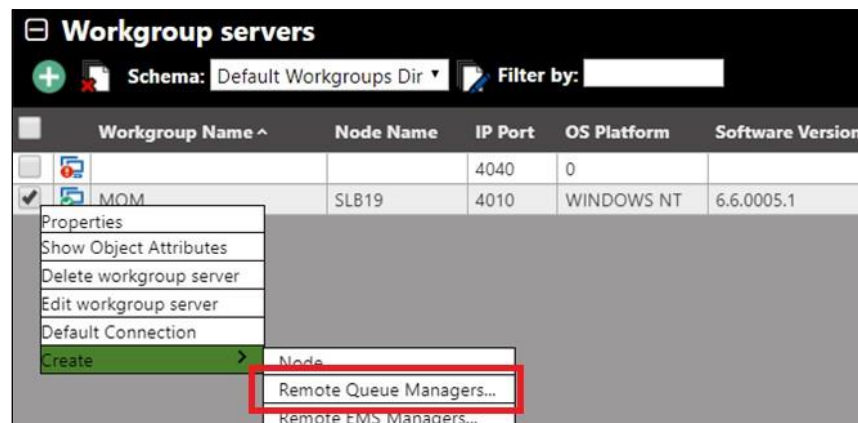 Workgroup servers
Schema: Default Workgroups Dir Filter by:
Workgroup Name Node Name IP Port OS Platform Software Version
4040 0
MOM SLB19 4010 WINDOWS NT 6.6.0005.1
Properties
Show Object Attributes
Delete workgroup server
Edit workgroup server
Default Connection
Create
Node
Remote Queue Managers...
Remote EMS Managers...